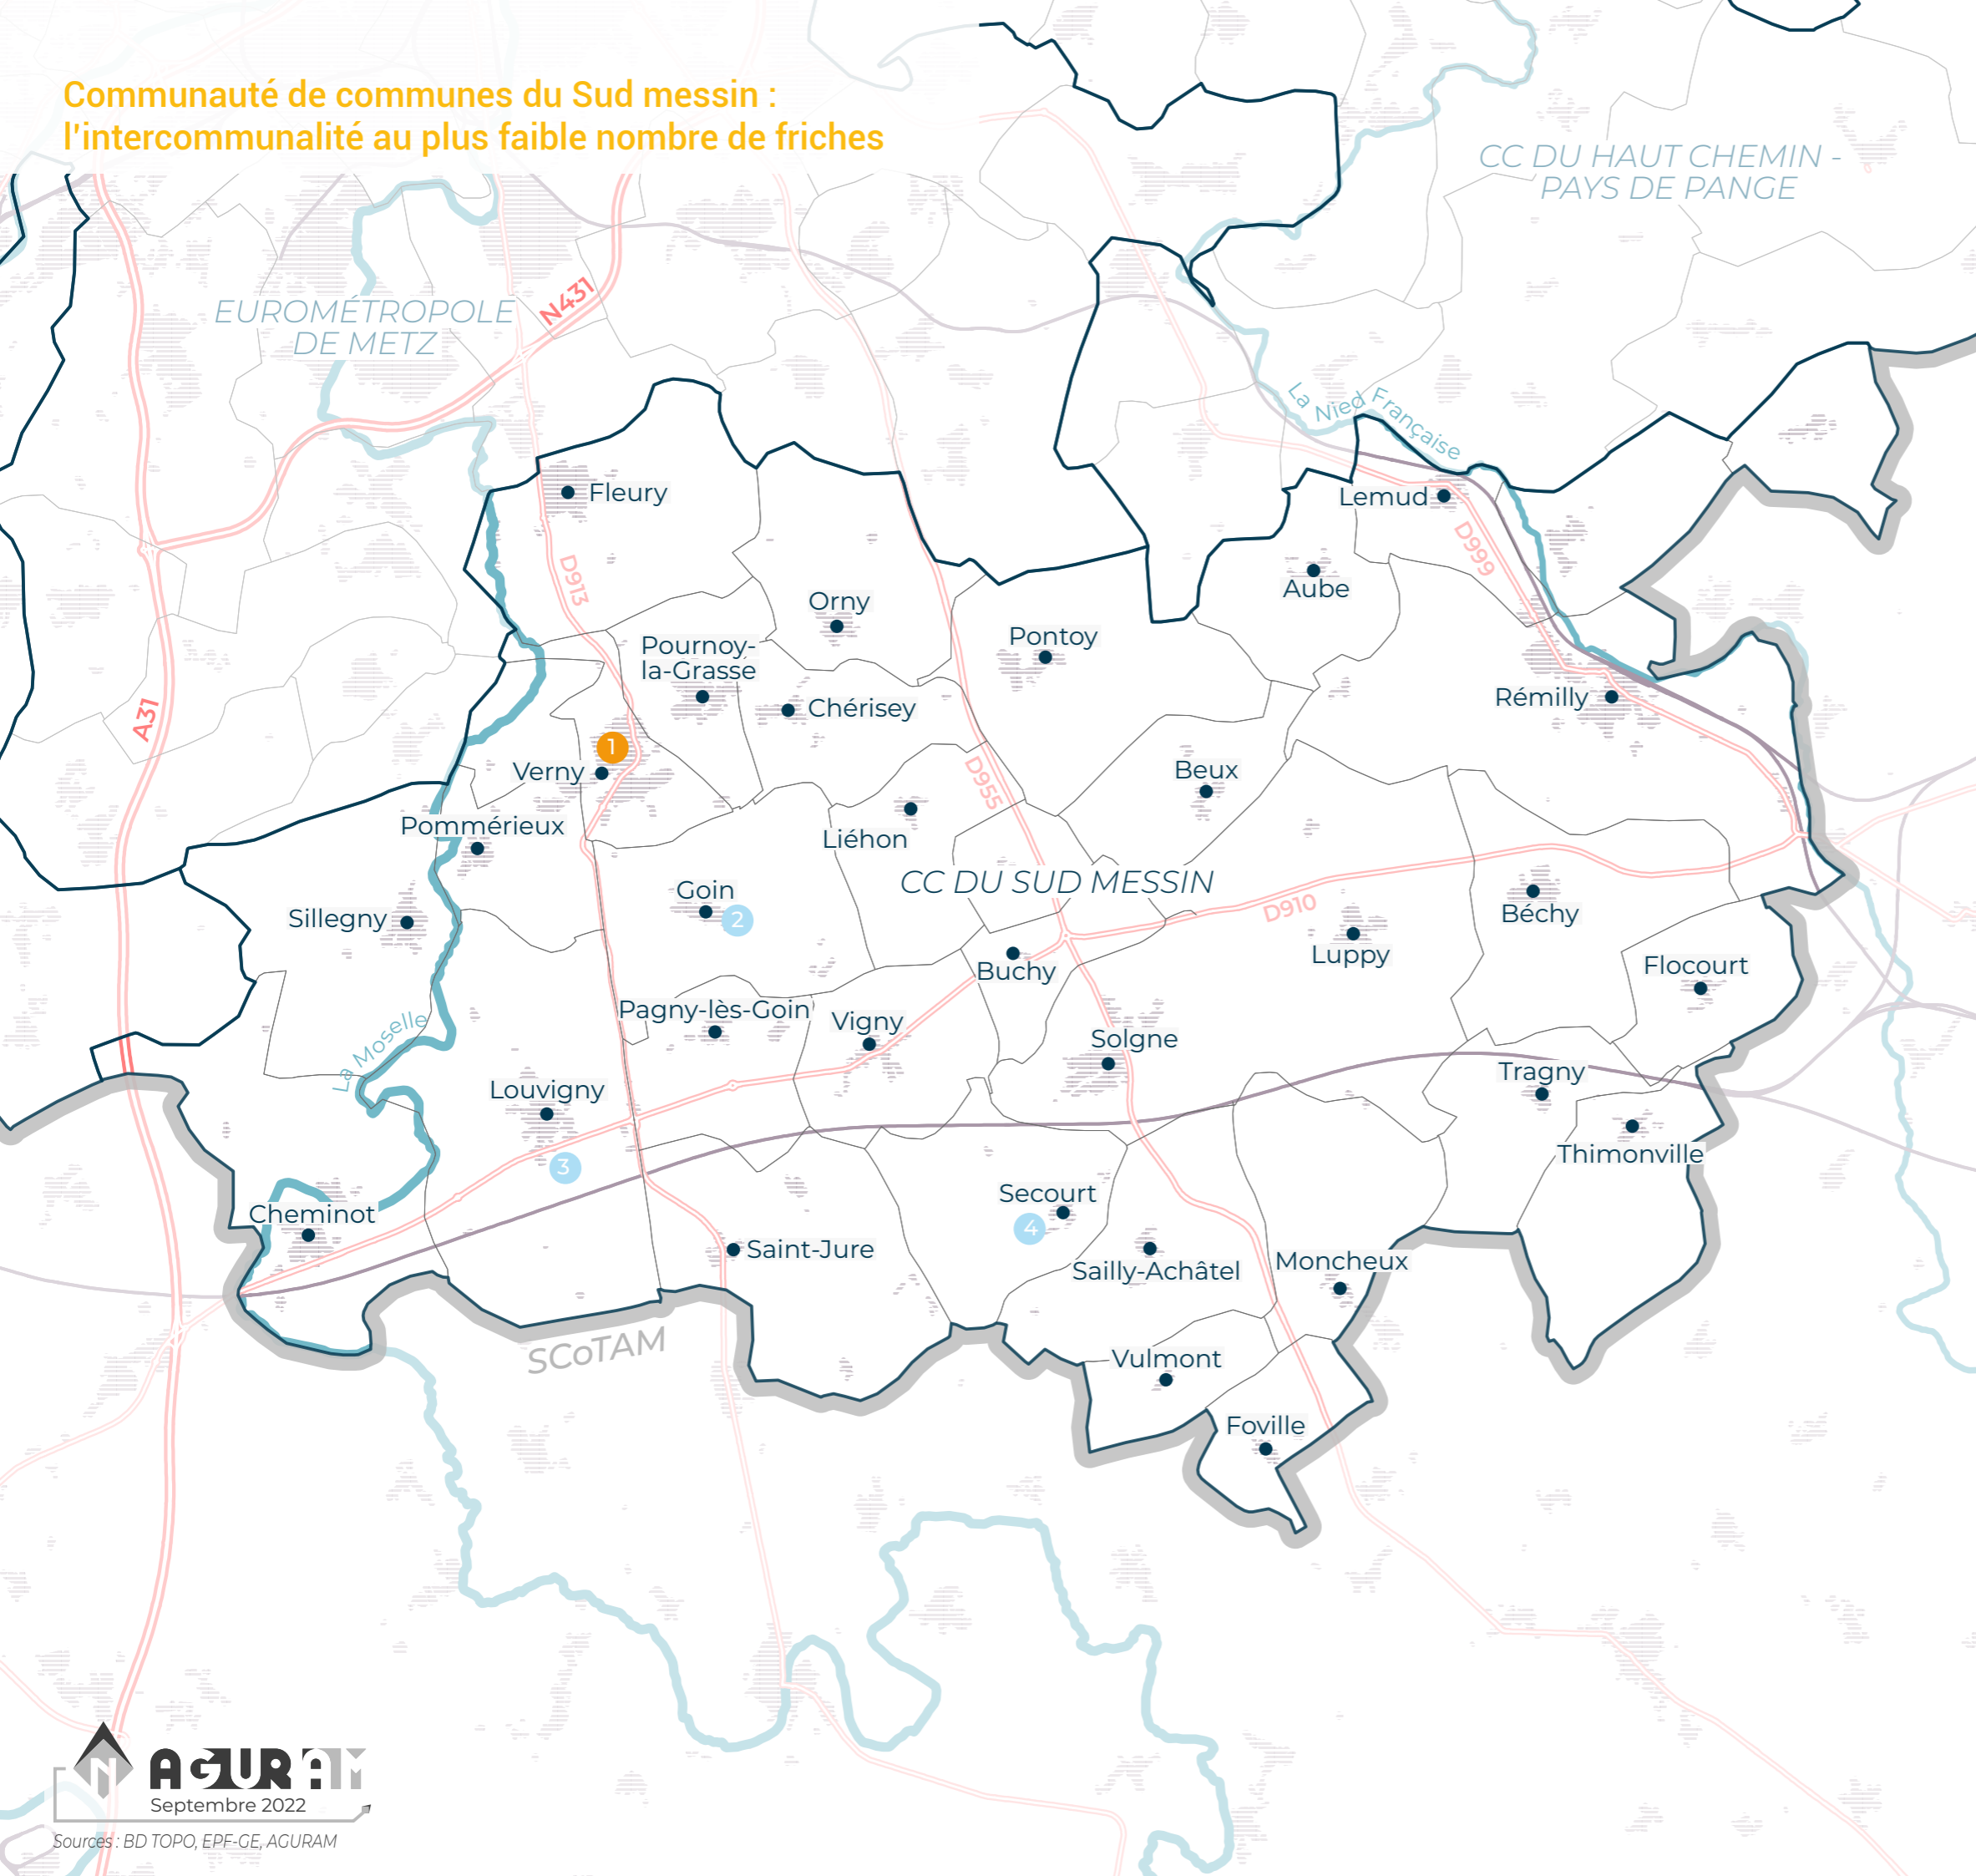 Communauté de communes du Sud messin :
l'intercommunalité au plus faible nombre de friches
CC DU HAUT CHEMIN -
PAYS DE PANGE
EUROMÉTROPOLE
DE METZ
N431
La Nied Française
Fleury
Lemud
D999
D913
Aube
Orny
Pontoy
Pournoy-
la-Grasse
Chérisey
Rémilly
A31
1
Verny
D955
Beux
Pommérieux
Liéhon
CC DU SUD MESSIN
Goin
2
D910
Béchy
Sillegny
Luppy
Buchy
Flocourt
Pagny-lès-Goin
Vigny
La Moselle
Solgne
Louvigny
Tragny
Thimonville
3
Secourt
4
Cheminot
Saint-Jure
Sailly-Achâtel
Moncheux
SCoTAM
Vulmont
Foville
N
AGURAM
Septembre 2022
Sources : BD TOPO, EPF-GE, AGURAM